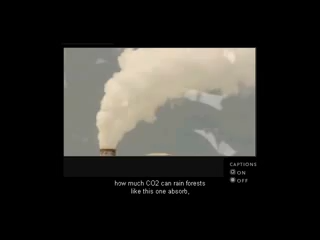 CAPTIONS
ON
OFF
how much CO2 can rain forests
like this one absorb,